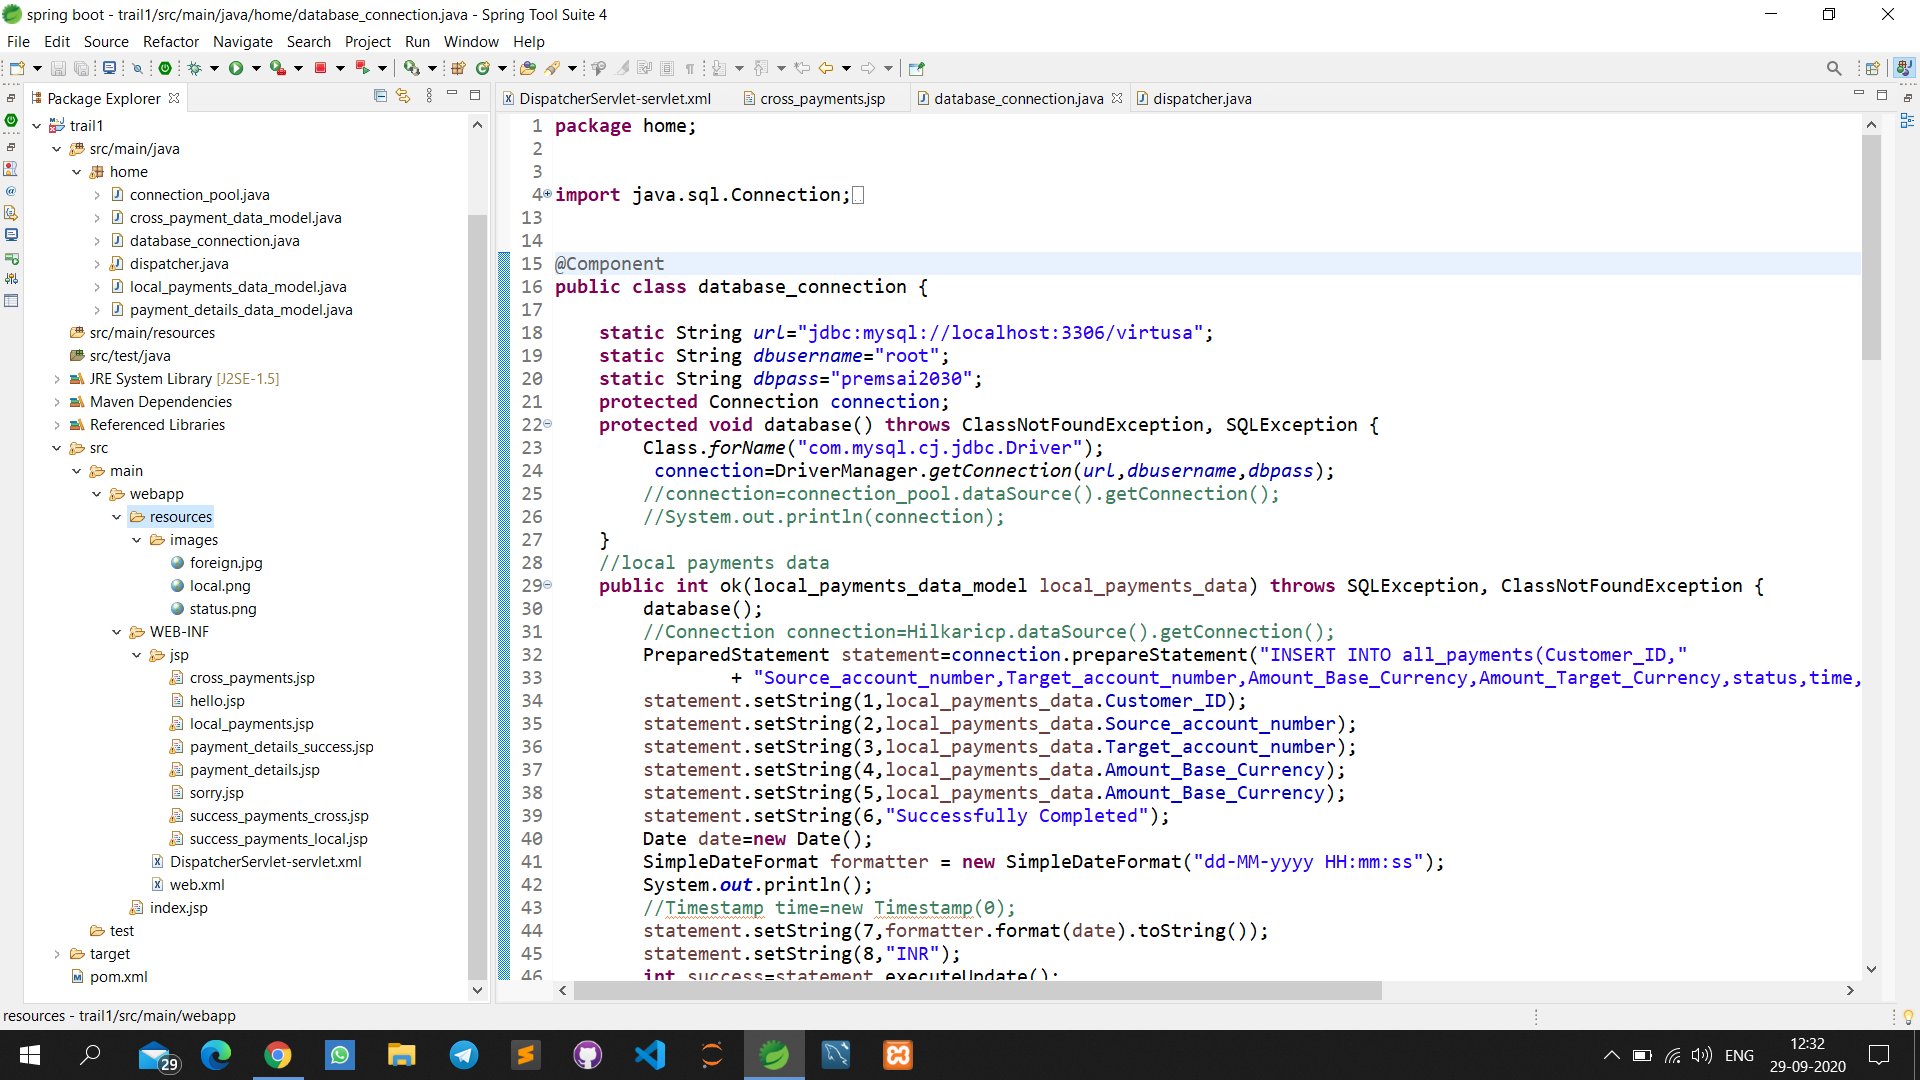 spring boot - trail1/src/main/java/home/database_connection.java - Spring Tool Suite 4
File Edit Source Refactor Navigate Search Project Run Window Help
Package Explorer
trail1
src/main/java
home
connection_pool.java
cross_payment_data_model.java
database_connection.java
dispatcher.java
local_payments_data_model.java
payment_details_data_model.java
src/main/resources
src/test/java
JRE System Library [J2SE-1.5]
Maven Dependencies
Referenced Libraries
src
main
webapp
resources
images
foreign.jpg
local.png
status.png
WEB-INF
jsp
cross_payments.jsp
hello.jsp
local_payments.jsp
payment_details_success.jsp
payment_details.jsp
sorry.jsp
success_payments_cross.jsp
success_payments_local.jsp
DispatcherServlet-servlet.xml
web.xml
index.jsp
test
target
pom.xml
DispatcherServlet-servlet.xml cross_payments.jsp database_connection.java dispatcher.java
1 package home;
2
3
4 import java.sql.Connection;
13
14
15 @Component
16 public class database_connection {
17
18 static String url="jdbc:mysql://localhost:3306/virtusa";
19 static String dbusername="root";
20 static String dbpass="premsai2030";
21 protected Connection connection;
22 protected void database() throws ClassNotFoundException, SQLException {
23 Class.forName("com.mysql.cj.jdbc.Driver");
24 connection=DriverManager.getConnection(url,dbusername,dbpass);
25 //connection=connection_pool.dataSource().getConnection();
26 //System.out.println(connection);
27 }
28 //local payments data
29 public int ok(local_payments_data_model local_payments_data) throws SQLException, ClassNotFoundException {
30 database();
31 //Connection connection=Hilkaricp.dataSource().getConnection();
32 PreparedStatement statement=connection.prepareStatement("INSERT INTO all_payments(Customer_ID,"
33 + "Source_account_number,Target_account_number,Amount_Base_Currency,Amount_Target_Currency,status,time,
34 statement.setString(1,local_payments_data.Customer_ID);
35 statement.setString(2,local_payments_data.Source_account_number);
36 statement.setString(3,local_payments_data.Target_account_number);
37 statement.setString(4,local_payments_data.Amount_Base_Currency);
38 statement.setString(5,local_payments_data.Amount_Base_Currency);
39 statement.setString(6,"Successfully Completed");
40 Date date=new Date();
41 SimpleDateFormat formatter = new SimpleDateFormat("dd-MM-yyyy HH:mm:ss");
42 System.out.println();
43 //Timestamp time=new Timestamp(0);
44 statement.setString(7,formatter.format(date).toString());
45 statement.setString(8,"INR");
46 int success=statement.executeUpdate();
resources - trail1/src/main/webapp
29
ENG
12:32
29-09-2020